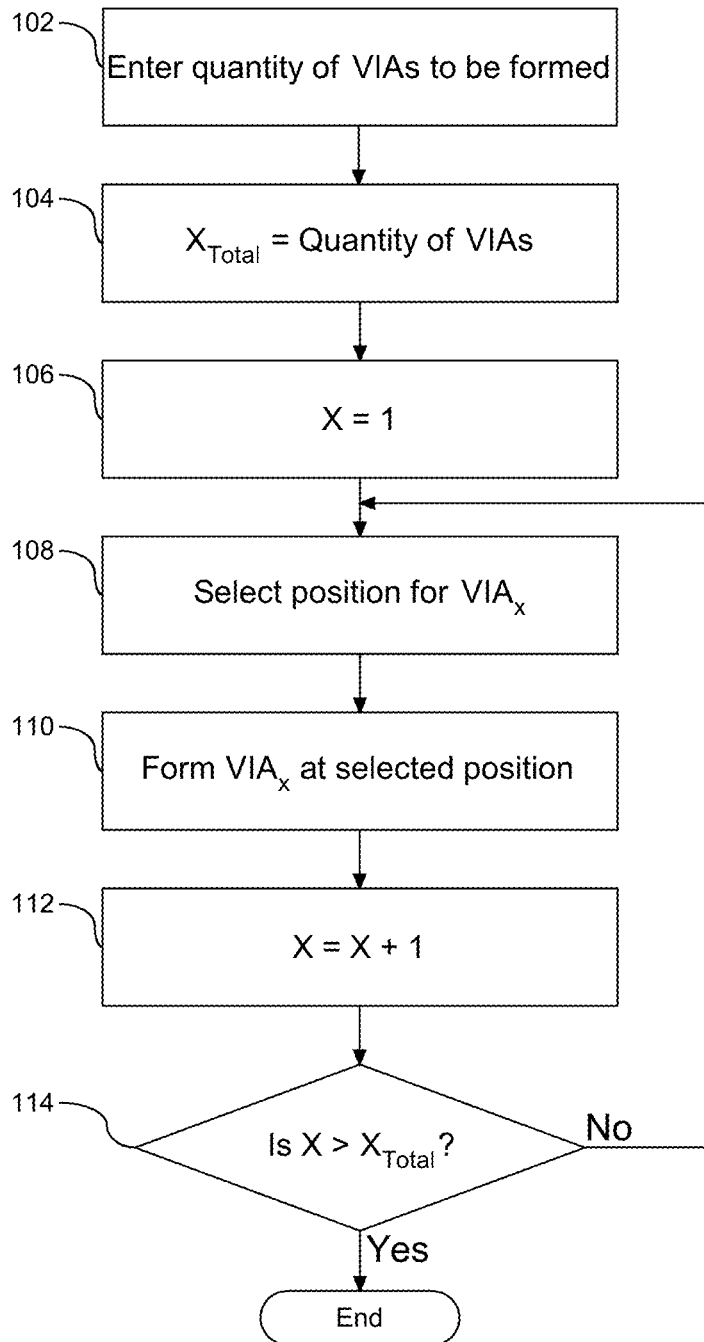 102
Enter quantity of VIAs to be formed
104
X_Total = Quantity of VIAs
106
X = 1
108
Select position for VIA_x
110
Form VIA_x at selected position
112
X = X + 1
114
Is X > X_Total?
No
Yes
End